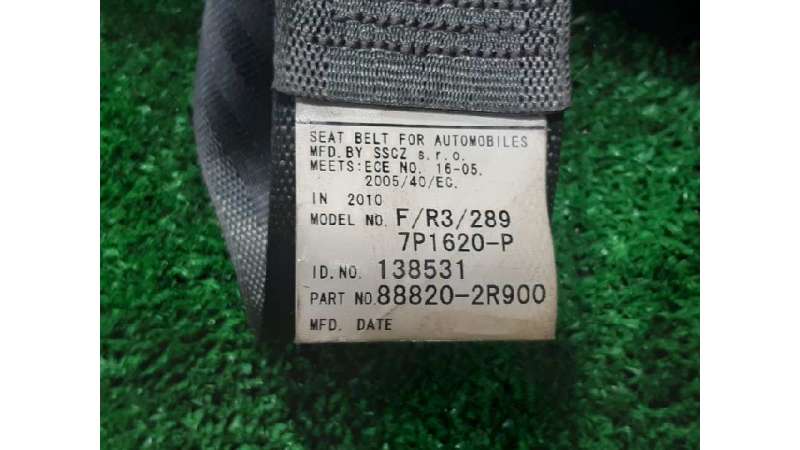 SEAT BELT FOR AUTOMOBILES
MFD. BY SSCZ s.r.o.
MEETS:ECE NO. 16-05.
2005/40/EC.
IN 2010
MODEL NO. F/R3/289
7P1620-P
ID.NO. 138531
PART NO.88820-2R900
MFD. DATE